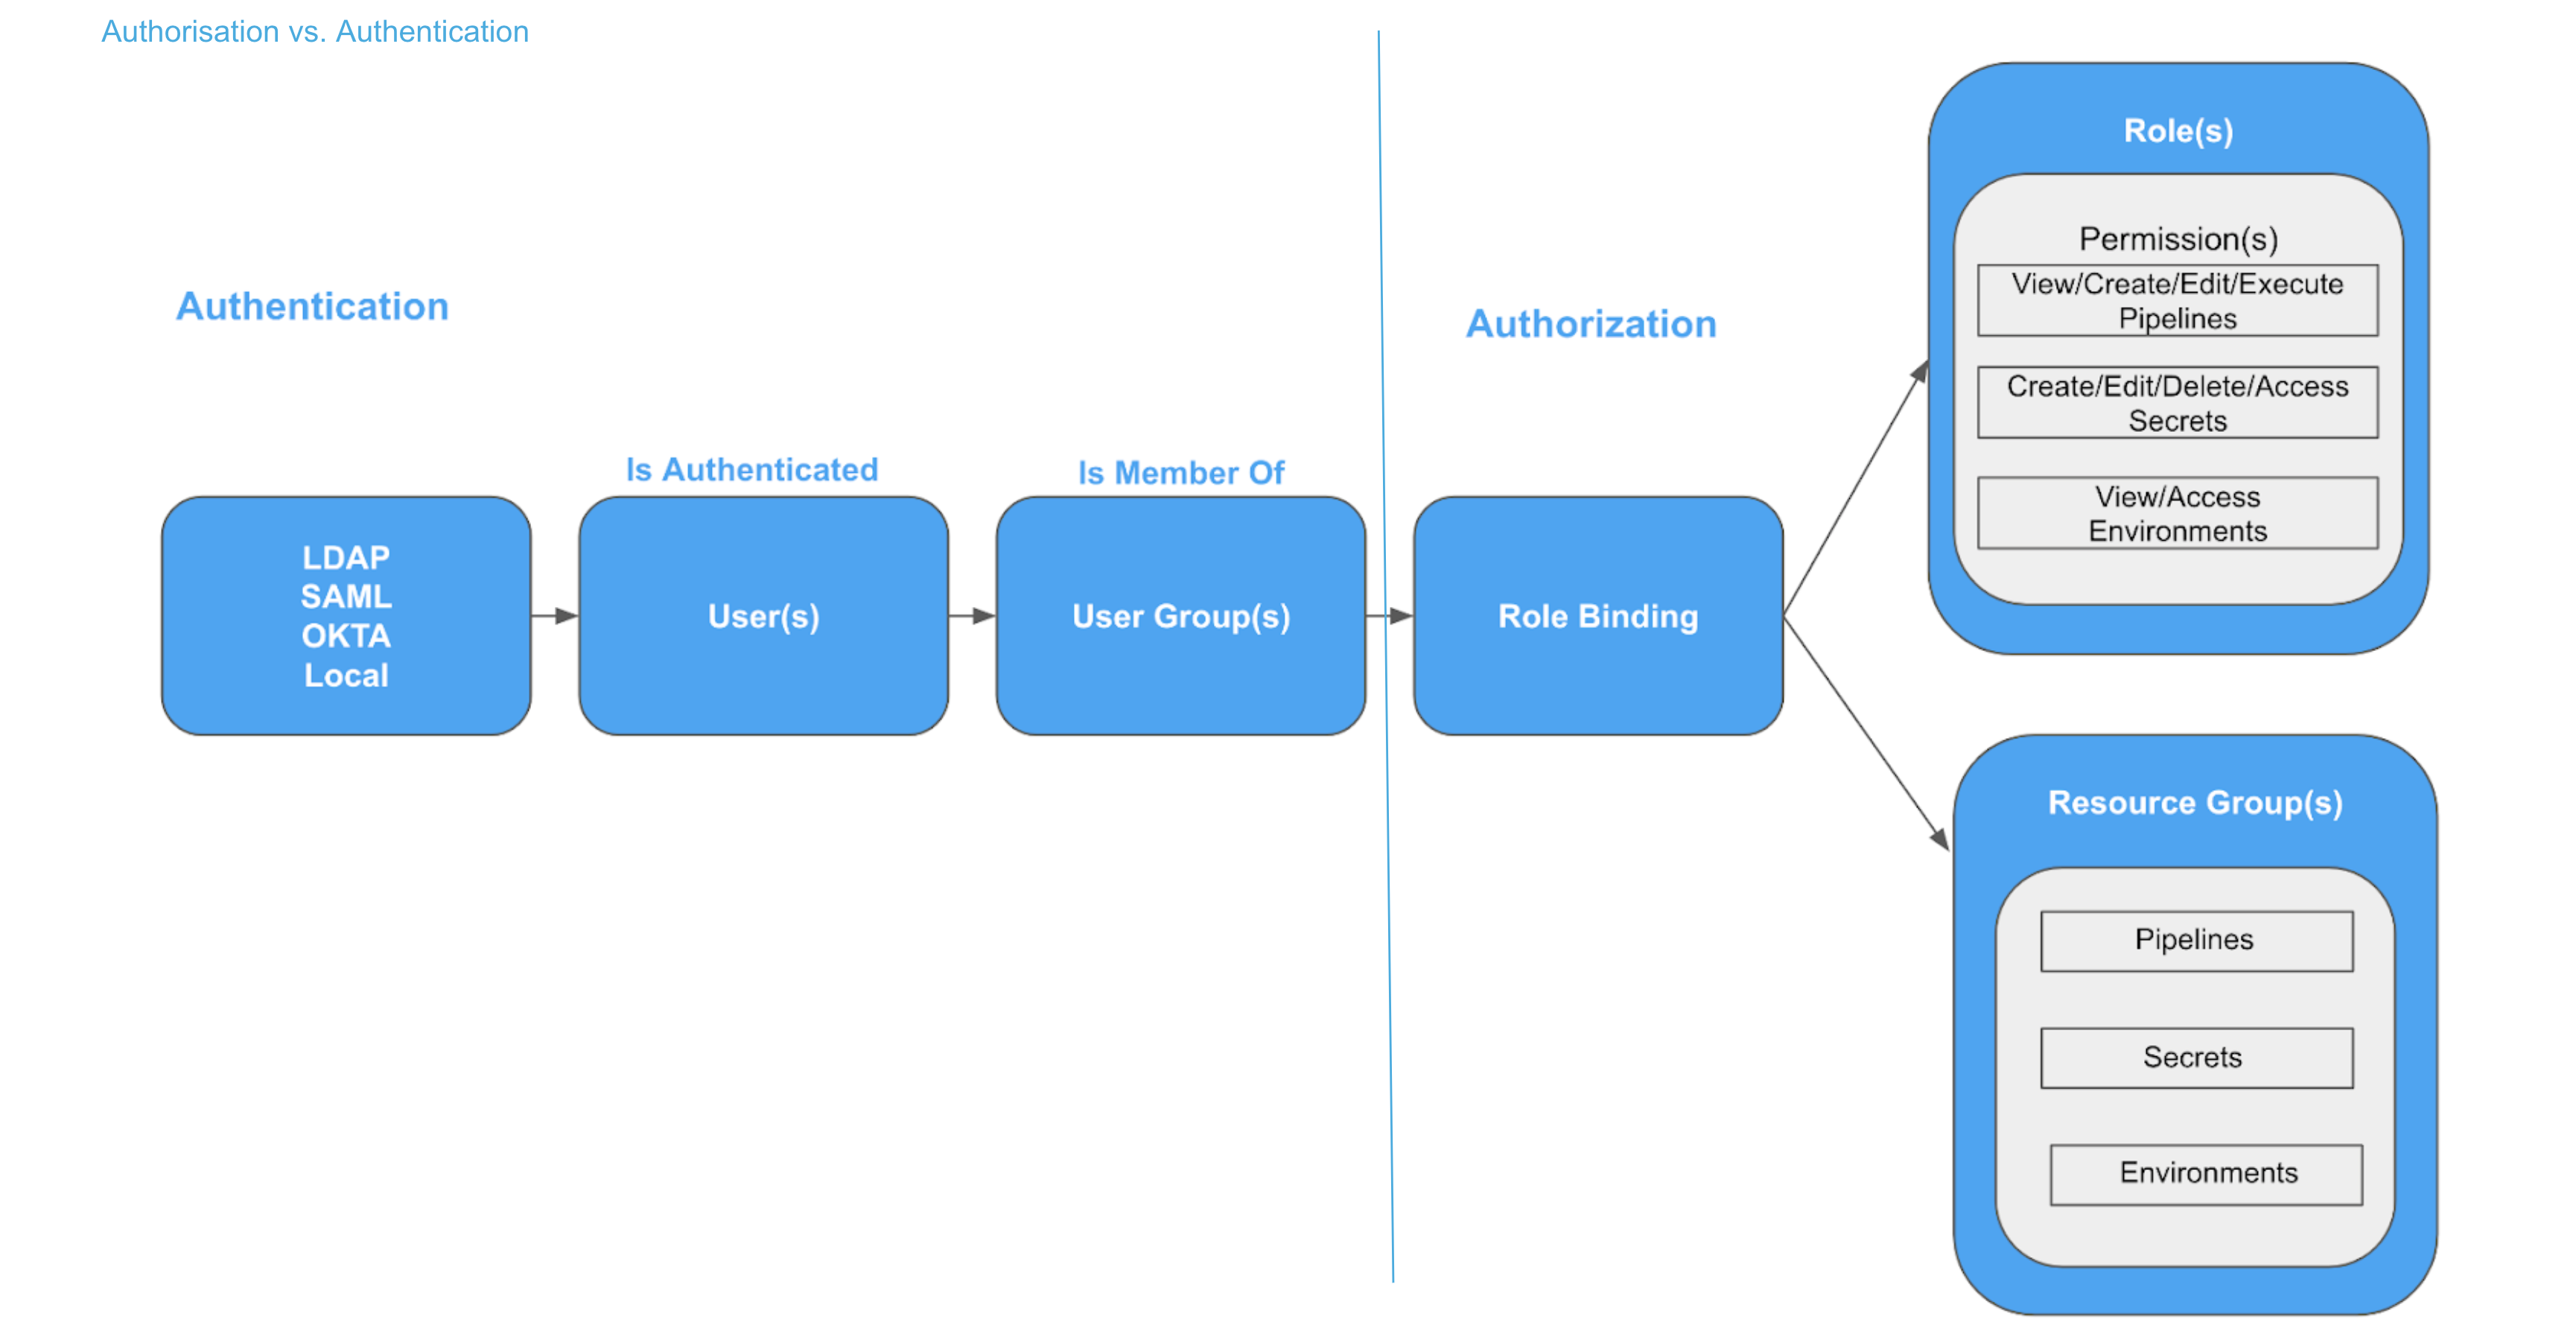 Authorisation vs. Authentication
Authentication
Is Authenticated
Is Member Of
LDAP
SAML
OKTA
Local
User(s)
User Group(s)
Authorization
Role Binding
Role(s)
Permission(s)
View/Create/Edit/Execute
Pipelines
Create/Edit/Delete/Access
Secrets
View/Access
Environments
Resource Group(s)
Pipelines
Secrets
Environments